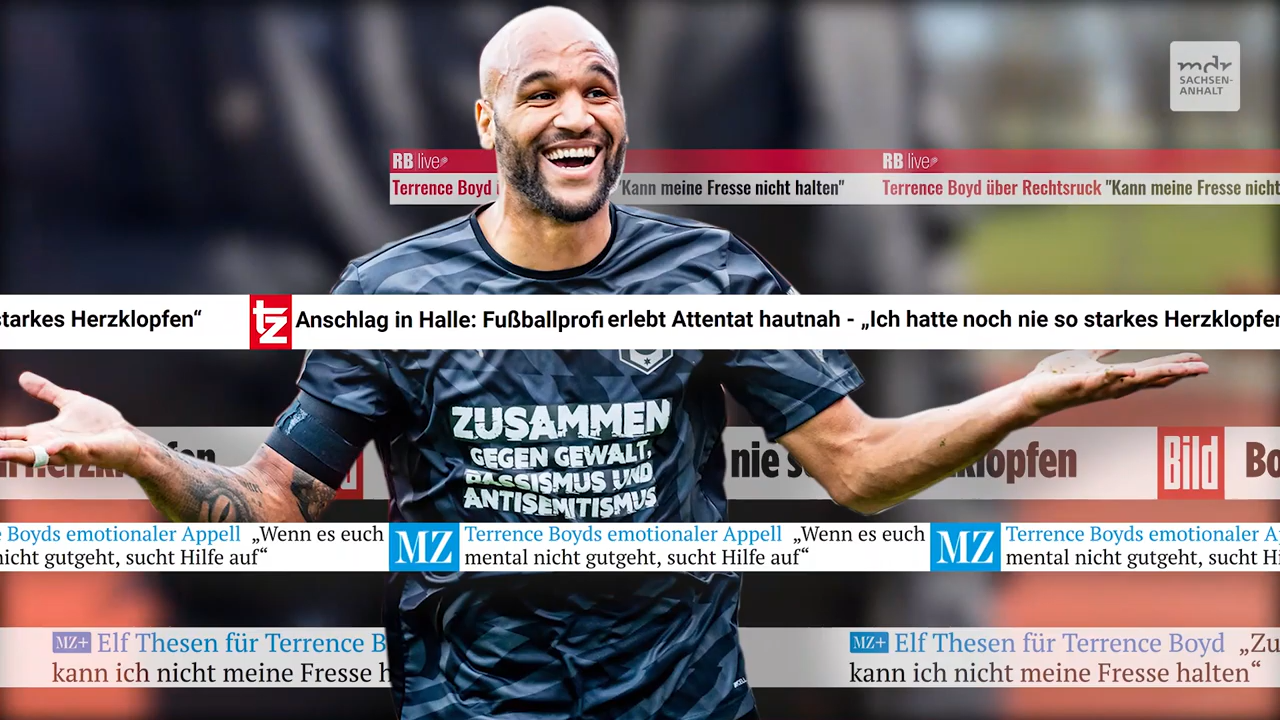 mdr
SACHSEN-
ANHALT
RB live
RB live
Terrence Boyd "Kann meine Fresse nicht halten"
Terrence Boyd über Rechtsruck "Kann meine Fresse nicht
starkes Herzklopfen“
tz Anschlag in Halle: Fußballprofi erlebt Attentat hautnah - „Ich hatte noch nie so starkes Herzklopfen
ZUSAMMEN
GEGEN GEWALT,
RASSISMUS UND
ANTISEMITISMUS
Herzklopfen
nie
klopfen
Bild Bo
Boyds emotionaler Appell „Wenn es euch
nicht gutgeht, sucht Hilfe auf“
MZ Terrence Boyds emotionaler Appell „Wenn es euch
mental nicht gutgeht, sucht Hilfe auf“
MZ Terrence Boyds emotionaler
mental nicht gutgeht, sucht
MZ+ Elf Thesen für Terrence B
kann ich nicht meine Fresse h
MZ+ Elf Thesen für Terrence Boyd „Zu
kann ich nicht meine Fresse halten“